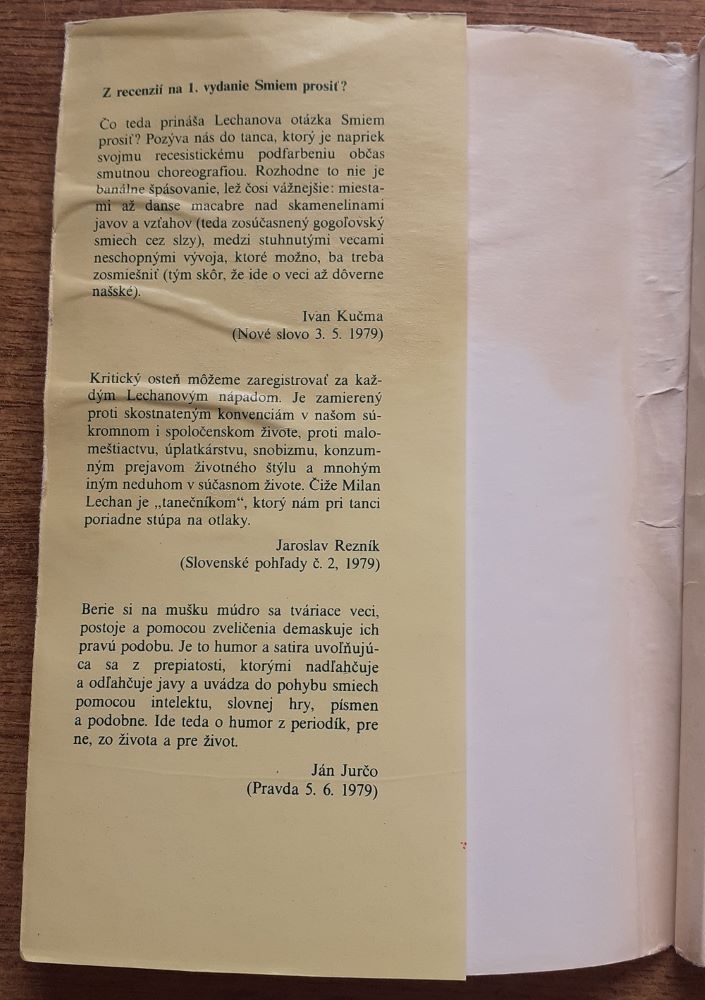 Z recenzií na 1. vydanie Smiem prosiť?
Čo teda prináša Lechanova otázka Smiem
prosiť? Pozýva nás do tanca, ktorý je napriek
svojmu recesistickému podfarbeniu občas
smutnou choreografiou. Rozhodne to nie je
banálne špásovanie, lež čosi vážnejšie: miesta-
mi až danse macabre nad skamenelinami
javov a vzťahov (teda zosúčasnený gogoľovský
smiech cez slzy), medzi stuhnutými vecami
neschopnými vývoja, ktoré možno, ba treba
zosmiešniť (tým skôr, že ide o veci až dôverne
našské).
Ivan Kučma
(Nové slovo 3. 5. 1979)
Kritický osteň môžeme zaregistrovať za kaž-
dým Lechanovým nápadom. Je zamierený
proti skostnateným konvenciám v našom sú-
kromnom i spoločenskom živote, proti malo-
meštiactvu, úplatkárstvu, snobizmu, konzum-
ným prejavom životného štýlu a mnohým
iným neduhom v súčasnom živote. Čiže Milan
Lechan je „tanečníkom“, ktorý nám pri tanci
poriadne stúpa na otlaky.
Jaroslav Rezník
(Slovenské pohľady č. 2, 1979)
Berie si na mušku múdro sa tváriace veci,
postoje a pomocou zveličenia demaskuje ich
pravú podobu. Je to humor a satira uvoľňujú-
ca sa z prepiatosti, ktorými nadľahčuje
a odľahčuje javy a uvádza do pohybu smiech
pomocou intelektu, slovnej hry, písmen
a podobne. Ide teda o humor z periodík, pre
ne, zo života a pre život.
Ján Jurčo
(Pravda 5. 6. 1979)